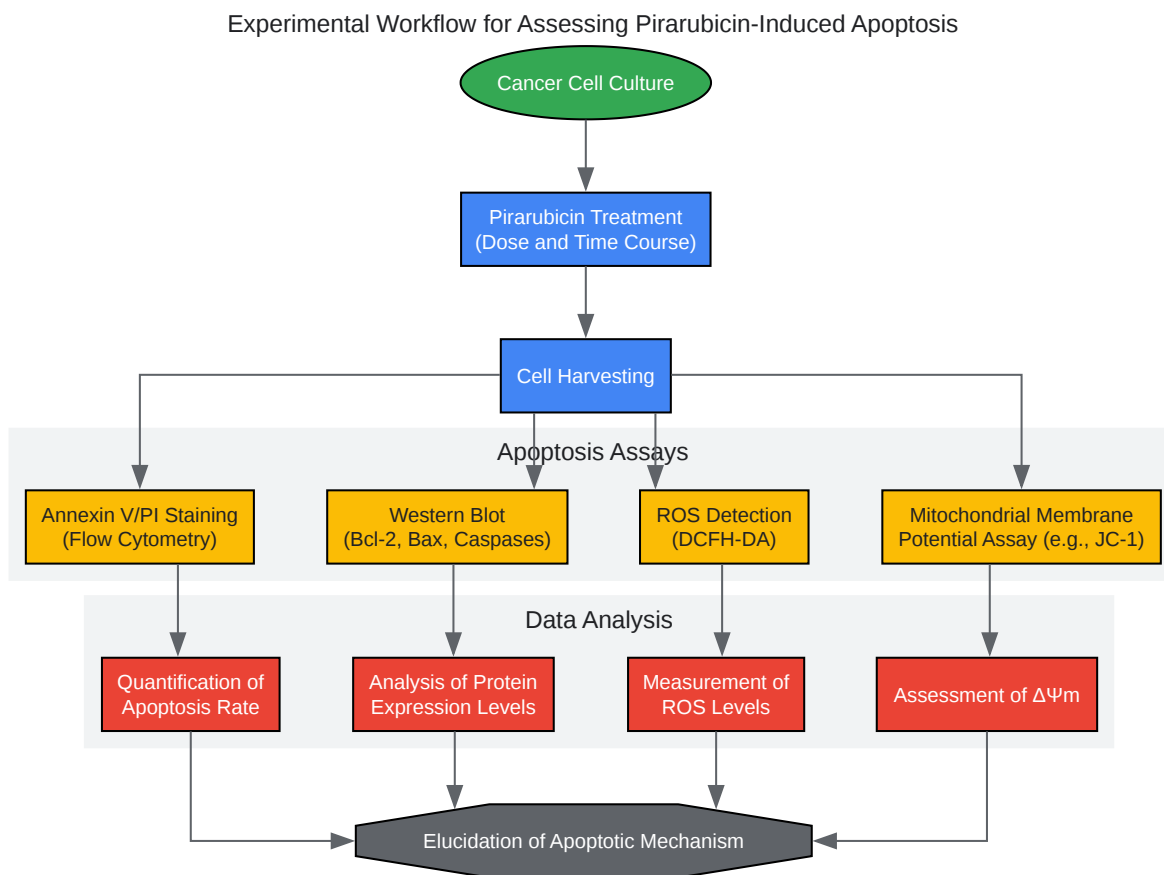 Experimental Workflow for Assessing Pirarubicin-Induced Apoptosis
Cancer Cell Culture
Pirarubicin Treatment
(Dose and Time Course)
Cell Harvesting
Apoptosis Assays
Annexin V/PI Staining
(Flow Cytometry)
Western Blot
(Bcl-2, Bax, Caspases)
ROS Detection
(DCFH-DA)
Mitochondrial Membrane
Potential Assay (e.g., JC-1)
Data Analysis
Quantification of
Apoptosis Rate
Analysis of Protein
Expression Levels
Measurement of
ROS Levels
Assessment of ΔΨm
Elucidation of Apoptotic Mechanism